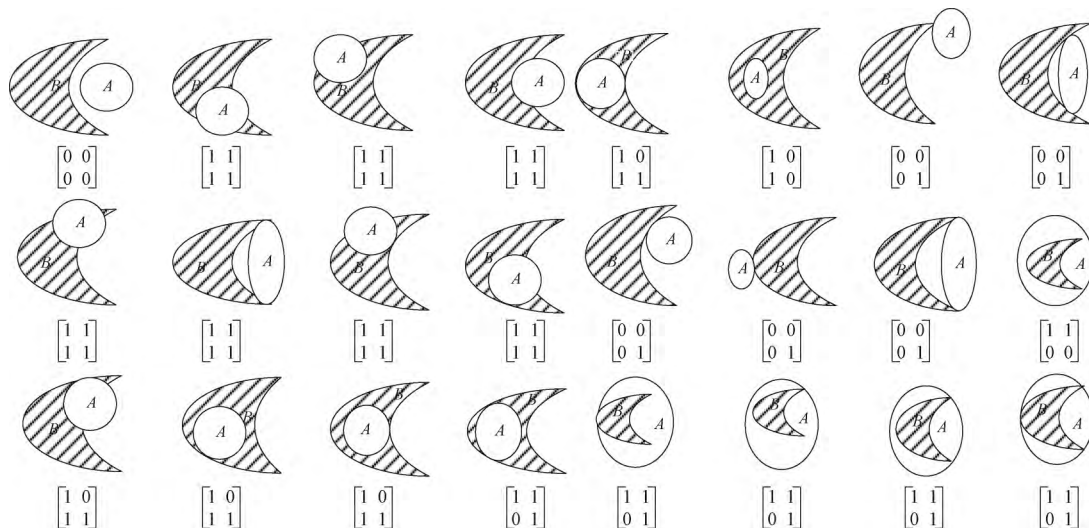 B A B A A B B A A B A B B A B A
0 0 1 1 1 1 1 1 1 0 1 0 0 0 0 0
0 0 1 1 1 1 1 1 1 1 1 0 0 1 0 1
A B B A A B B A B A A B B A B A
1 1 1 1 1 1 1 1 0 0 0 0 0 0 1 1
1 1 1 1 1 1 1 1 0 1 0 1 0 1 0 0
A B A B A B A B B A B A B A B A
1 0 1 0 1 0 1 1 1 1 1 1 1 1 1 1
1 1 1 1 1 1 0 1 0 1 0 1 0 1 0 1